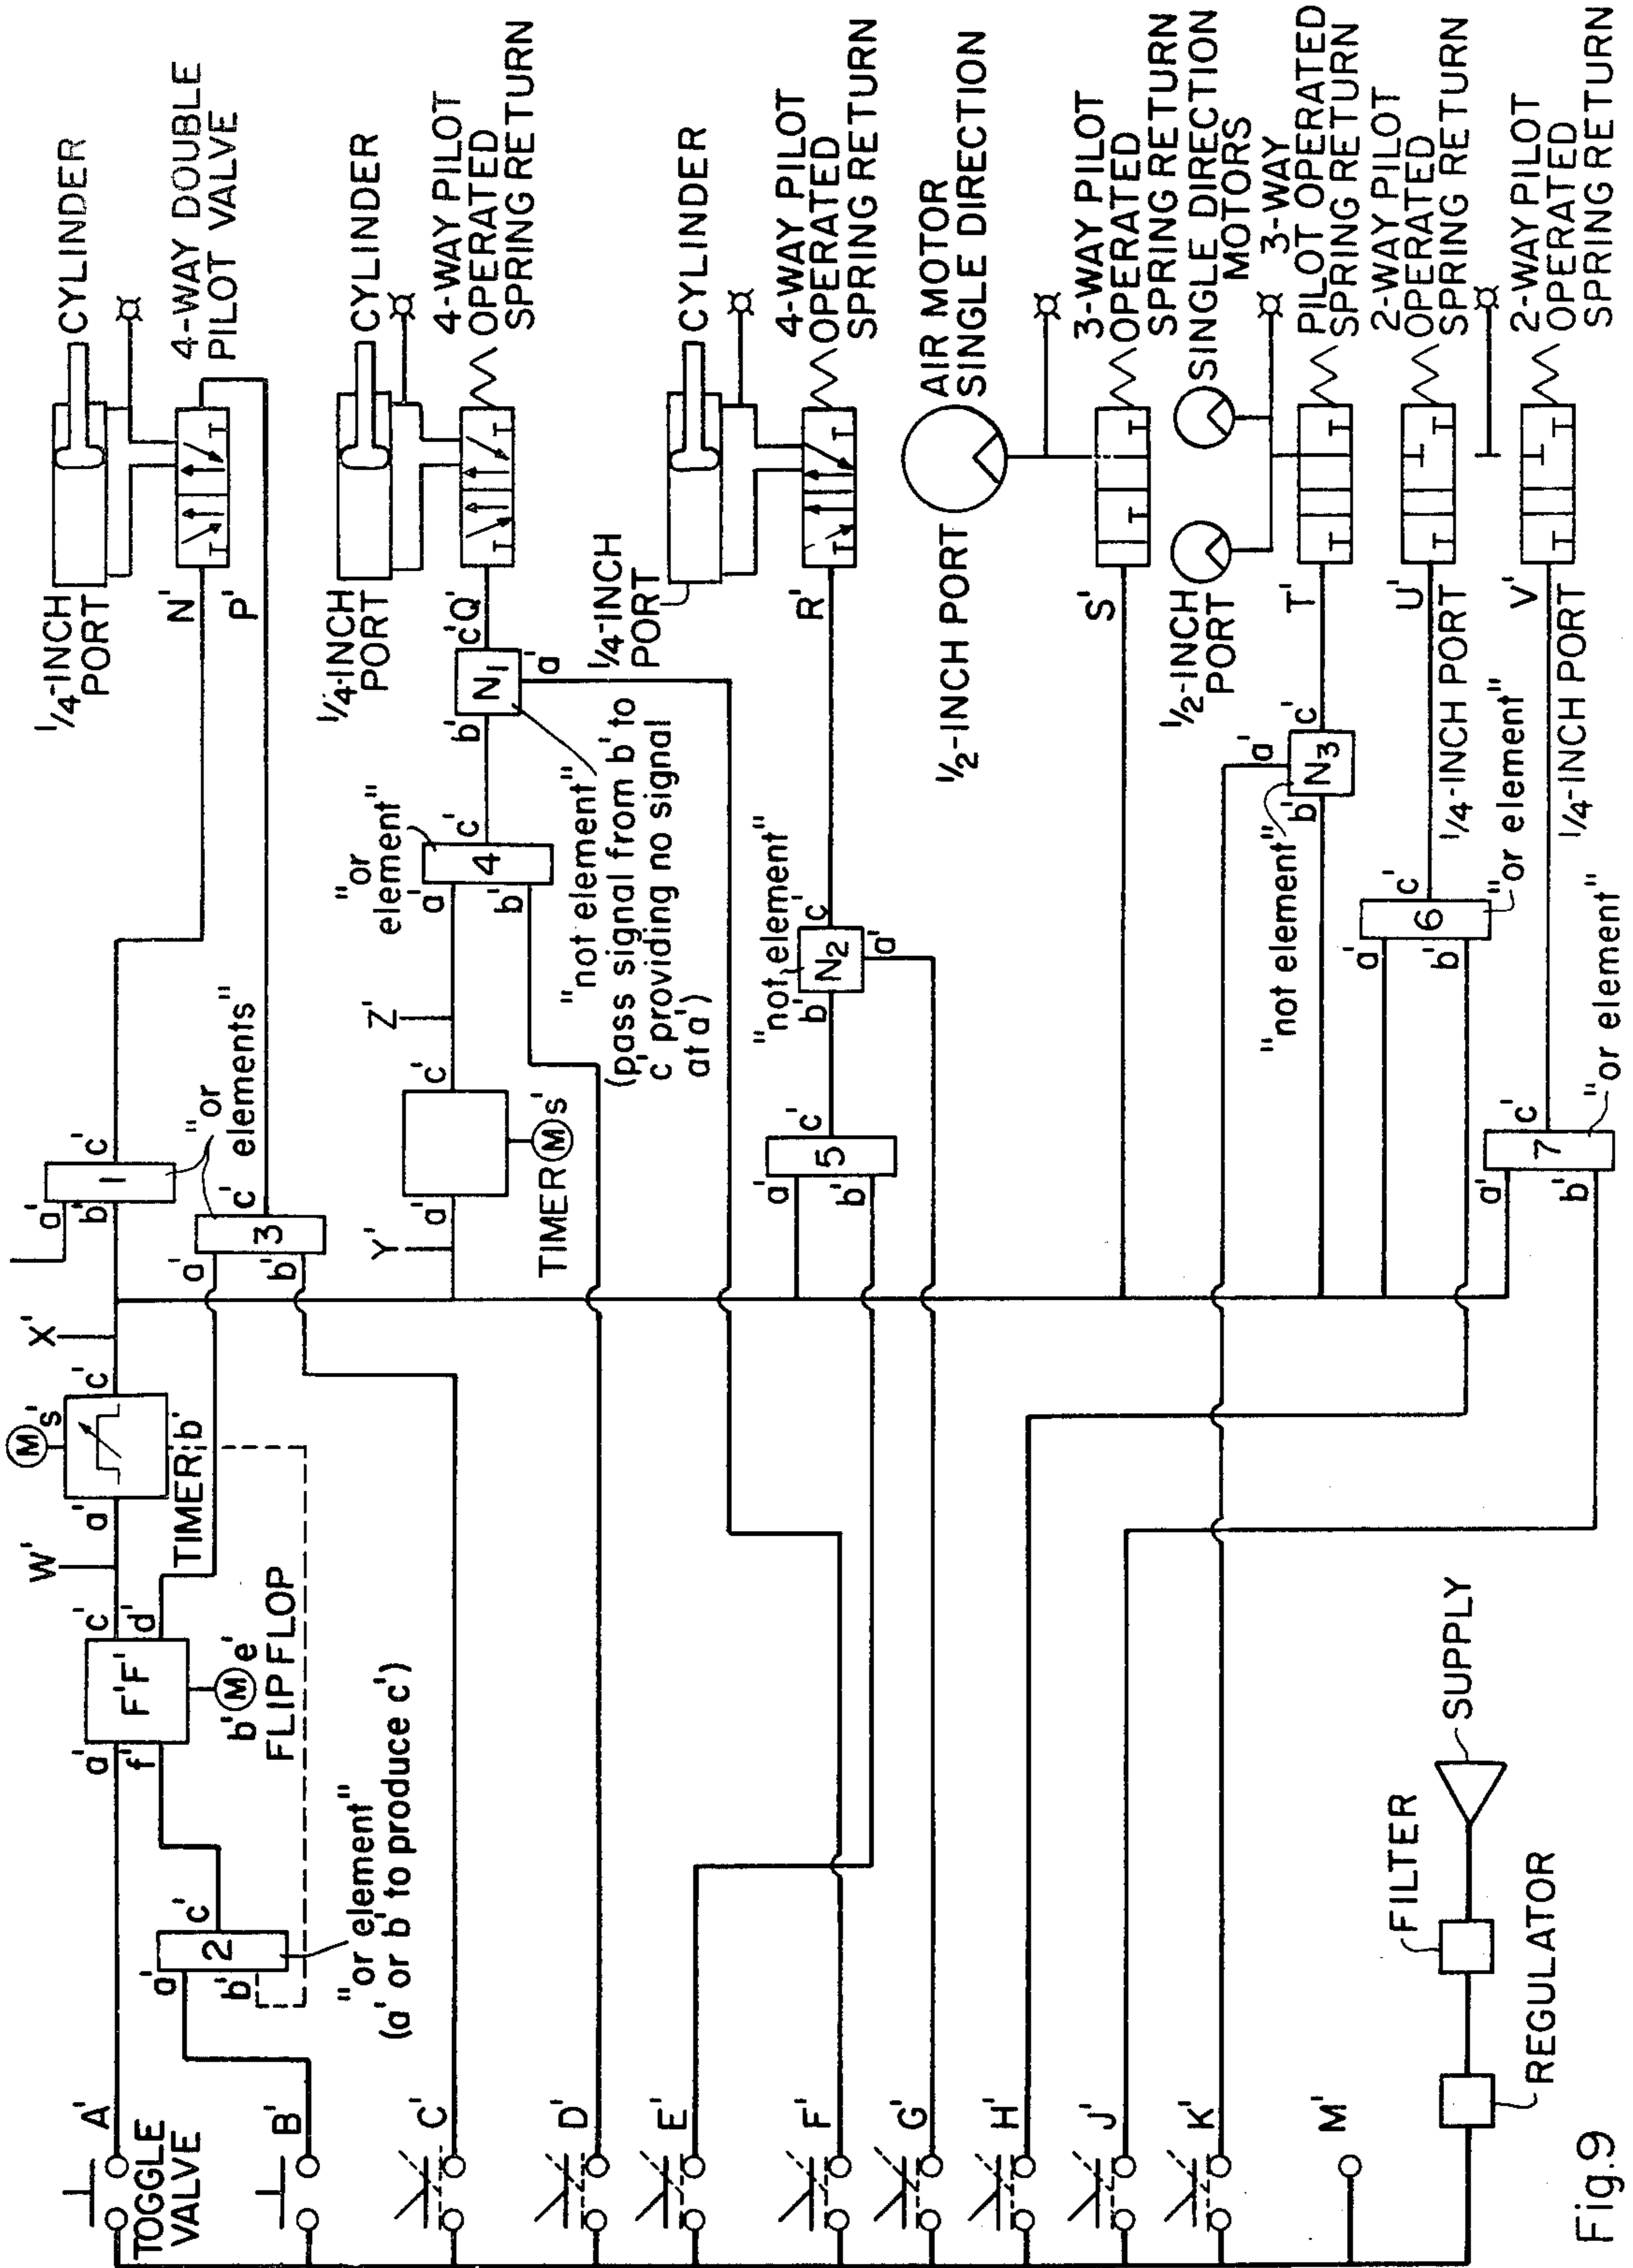 CYLINDER
4-WAY DOUBLE
PILOT VALVE
1/4-INCH
PORT
N'
P'
CYLINDER
4-WAY PILOT
OPERATED
SPRING RETURN
1/4-INCH
PORT
Q'
c'
N1
a'
b'
"not element"
(pass signal from b' to
c' providing no signal
at a')
CYLINDER
4-WAY PILOT
OPERATED
SPRING RETURN
1/4-INCH
PORT
R'
AIR MOTOR
SINGLE DIRECTION
1/2-INCH PORT
3-WAY PILOT
OPERATED
SPRING RETURN
S'
SINGLE DIRECTION
MOTORS
1/2-INCH
PORT
3-WAY
PILOT OPERATED
SPRING RETURN
T'
2-WAY PILOT
OPERATED
SPRING RETURN
U'
1/4-INCH PORT
2-WAY PILOT
OPERATED
SPRING RETURN
V'
1/4-INCH PORT
a'
b'
1
c'
"or
elements"
a'
b'
3
c'
"or
element"
a'
b'
4
c'
Z'
Y'
a'
c'
TIMER
M
s'
"not element"
b'
N2
c'
a'
a'
b'
5
c'
"not element"
b'
N3
a'
c'
a'
b'
6
c'
"or element"
a'
b'
7
c'
"or element"
X'
M
s'
a'
c'
TIMER
b'
W'
a'
f'
F'F'
c'
d'
b'
M
e'
FLIP FLOP
a'
b'
2
c'
"or element"
(a' or b' to produce c')
TOGGLE
VALVE
A'
B'
C'
D'
E'
F'
G'
H'
J'
K'
M'
SUPPLY
FILTER
REGULATOR
Fig.9